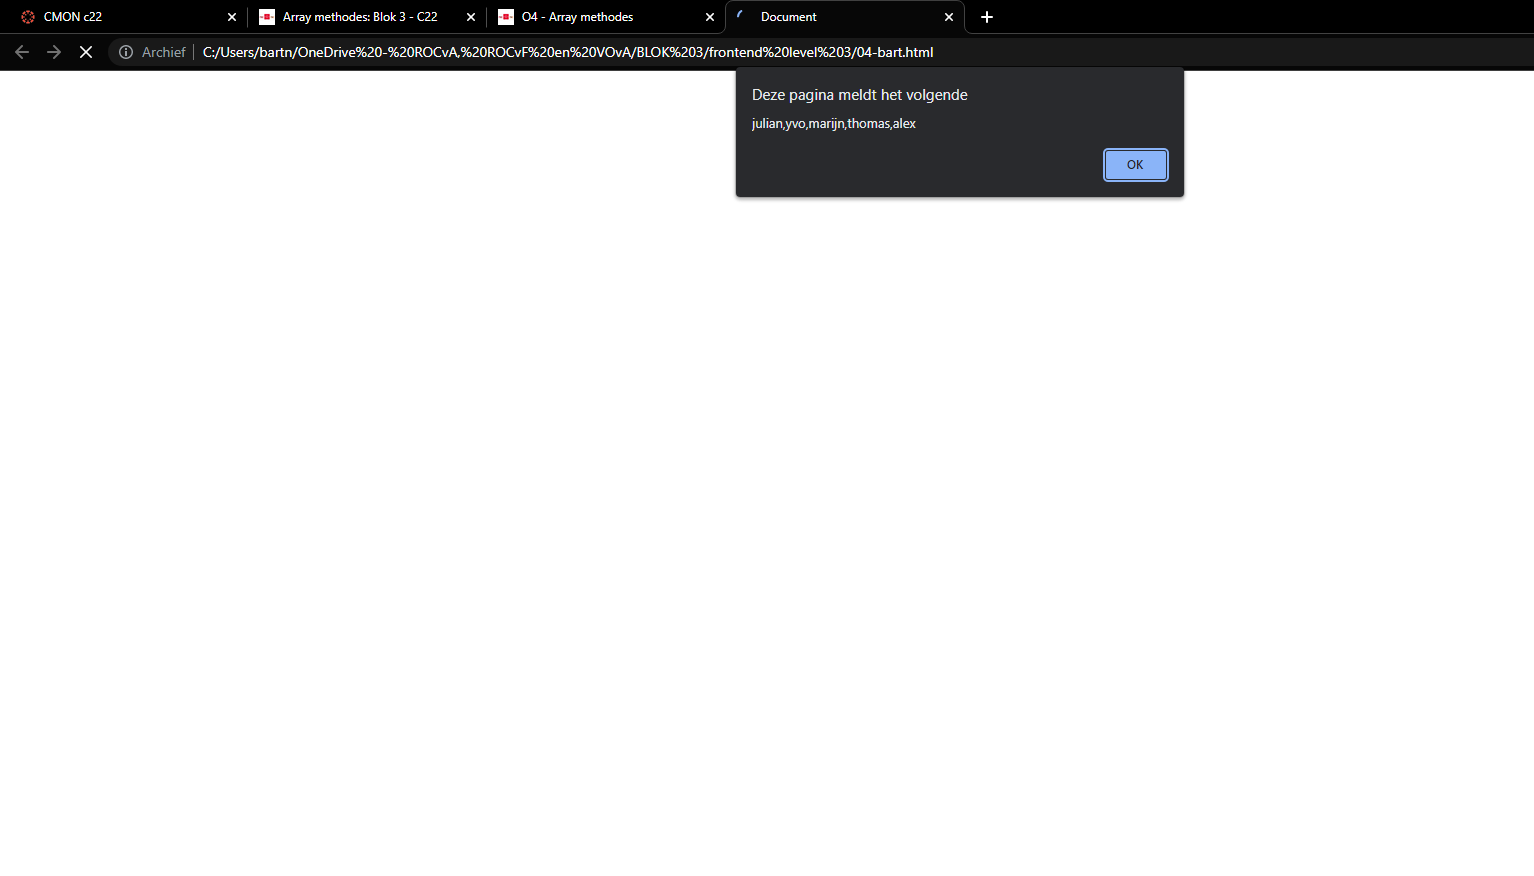 CMON c22
Array methodes: Blok 3 - C22
O4 - Array methodes
Document
Archief
C:/Users/bartn/OneDrive%20-%20ROCvA,%20ROCvF%20en%20VOvA/BLOK%203/frontend%20level%203/04-bart.html
Deze pagina meldt het volgende
julian,yvo,marijn,thomas,alex
OK